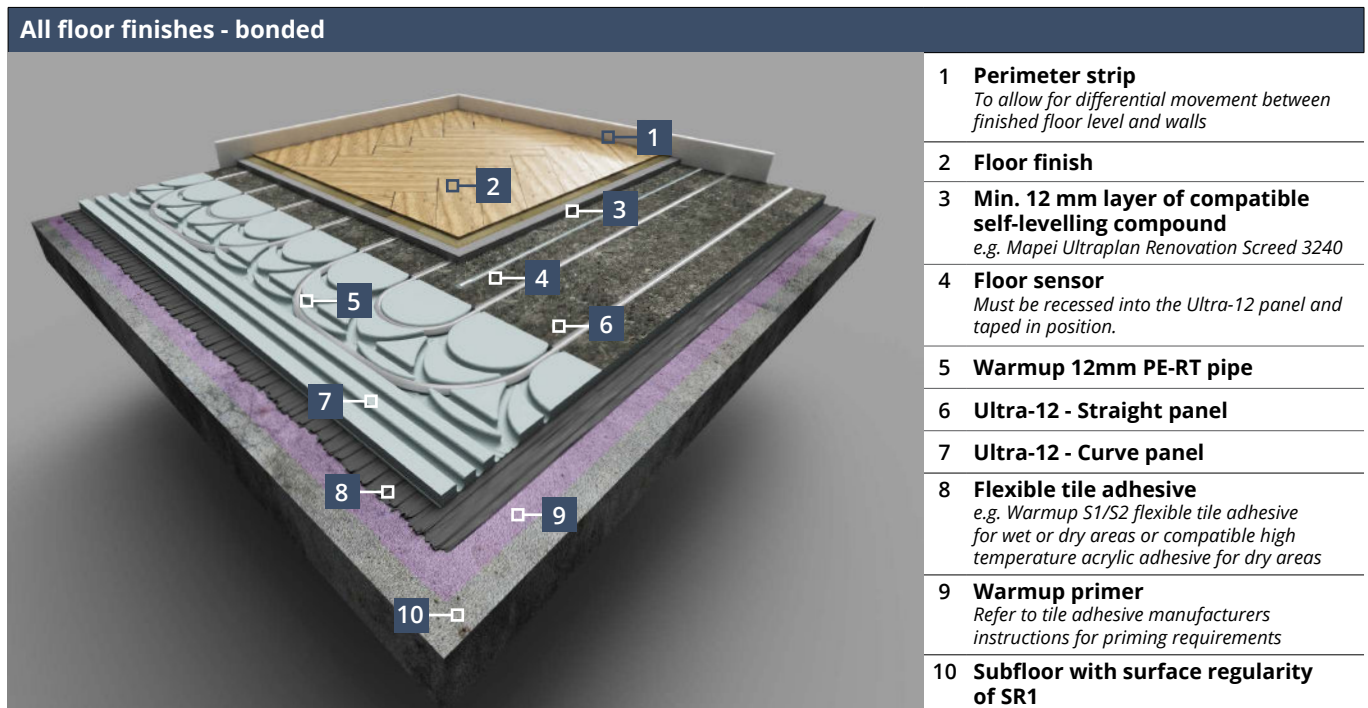 All floor finishes - bonded
1
2
3
4
5
6
7
8
9
10
1 Perimeter strip
To allow for differential movement between
finished floor level and walls
2 Floor finish
3 Min. 12 mm layer of compatible
self-levelling compound
e.g. Mapei Ultraplan Renovation Screed 3240
4 Floor sensor
Must be recessed into the Ultra-12 panel and
taped in position.
5 Warmup 12mm PE-RT pipe
6 Ultra-12 - Straight panel
7 Ultra-12 - Curve panel
8 Flexible tile adhesive
e.g. Warmup S1/S2 flexible tile adhesive
for wet or dry areas or compatible high
temperature acrylic adhesive for dry areas
9 Warmup primer
Refer to tile adhesive manufacturers
instructions for priming requirements
10 Subfloor with surface regularity
of SR1